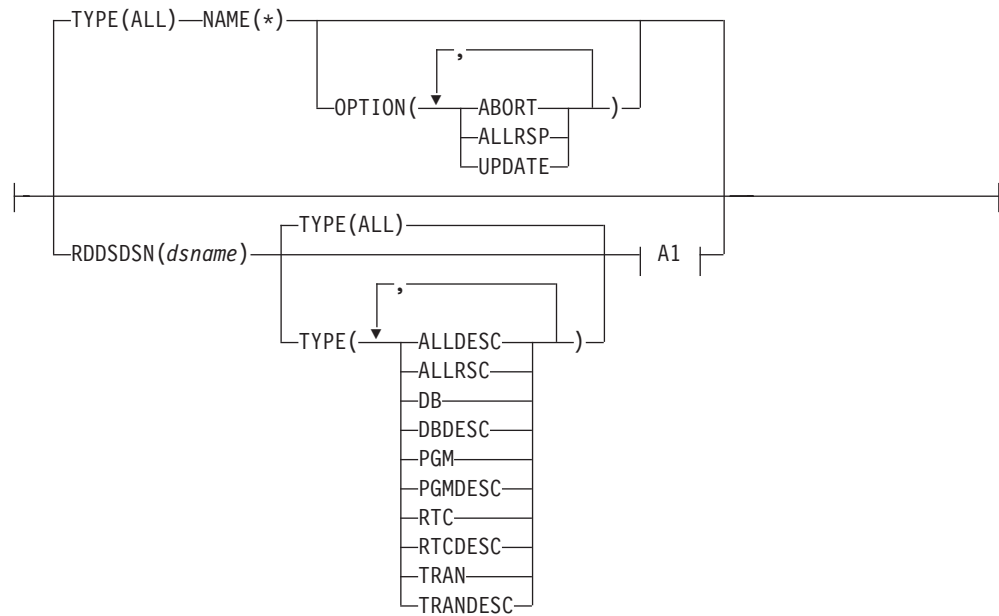 TYPE(ALL) NAME(*)
,
OPTION( ABORT )
ALLRSP
UPDATE
TYPE(ALL)
RDDSDSN(dsname) A1
,
TYPE( ALLDESC )
ALLRSC
DB
DBDESC
PGM
PGMDESC
RTC
RTCDESC
TRAN
TRANDESC